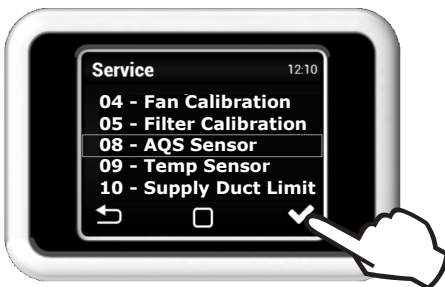 Service 12:10
04 - Fan Calibration
05 - Filter Calibration
08 - AQS Sensor
09 - Temp Sensor
10 - Supply Duct Limit